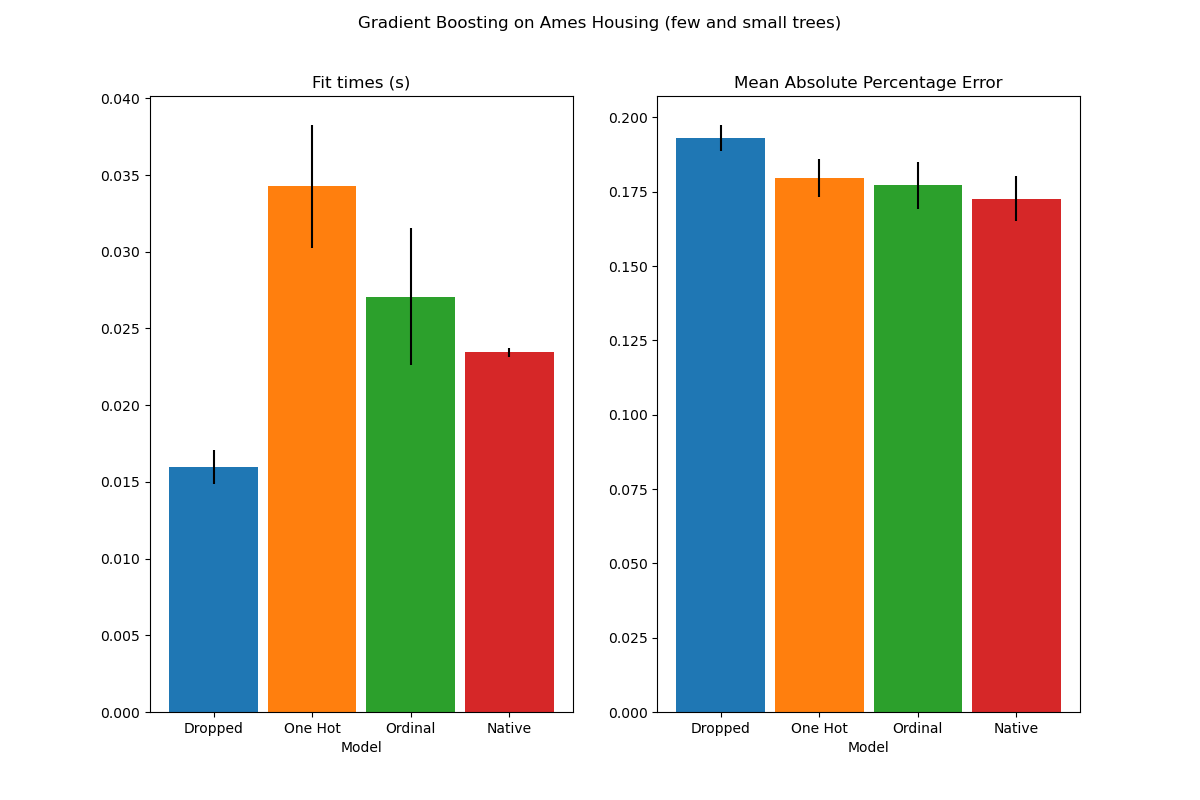 Gradient Boosting on Ames Housing (few and small trees)
Fit times (s)
0.040
0.035
0.030
0.025
0.020
0.015
0.010
0.005
0.000
Dropped One Hot Ordinal Native
Model
Mean Absolute Percentage Error
0.200
0.175
0.150
0.125
0.100
0.075
0.050
0.025
0.000
Dropped One Hot Ordinal Native
Model